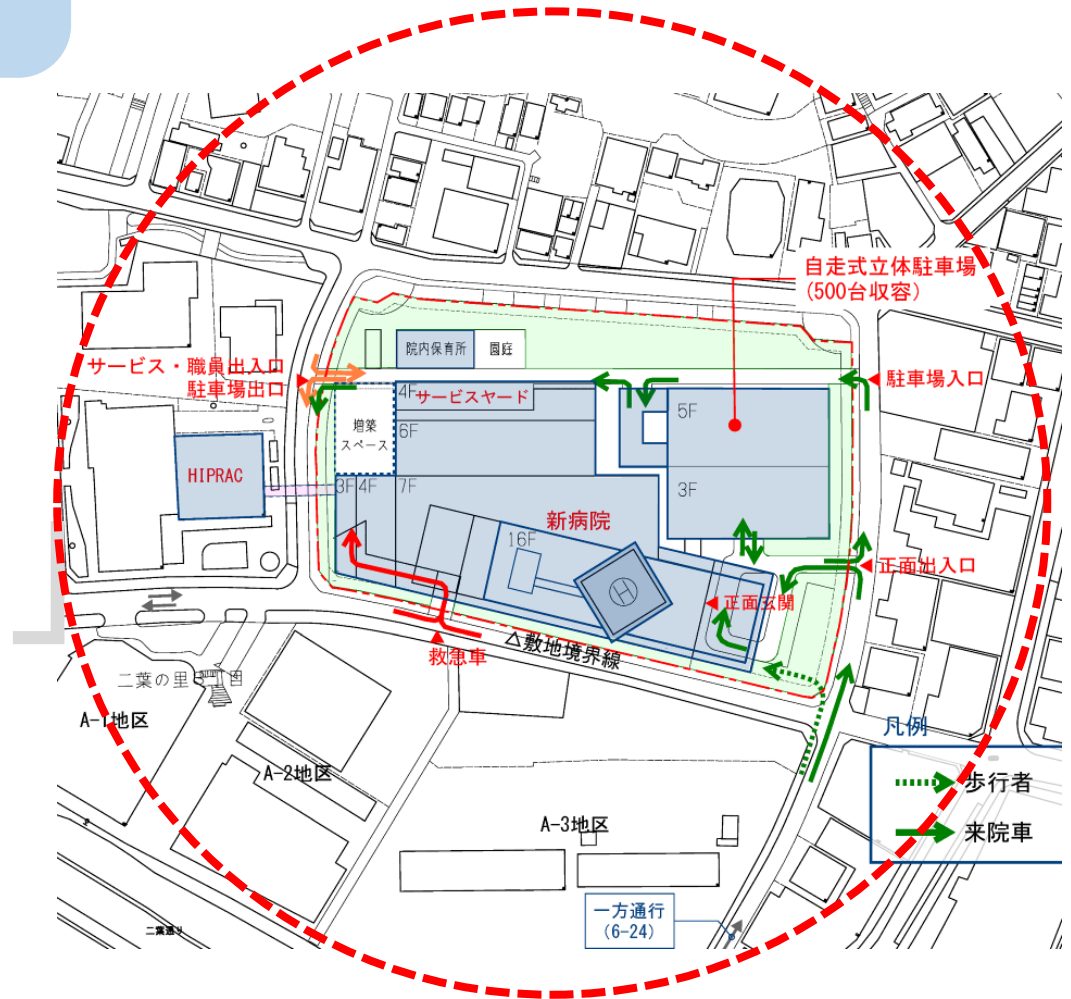 自走式立体駐車場
(500台収容)
院内保育所
園庭
サービス・職員出入口
駐車場出口
駐車場入口
4F
サービスヤード
増築
スペース
6F
5F
HIPRAC
3F
4F
7F
3F
新病院
16F
H
正面出入口
正面玄関
救急車
△敷地境界線
A-1地区
A-2地区
凡例
歩行者
来院車
A-3地区
一方通行
(6-24)
二葉通り